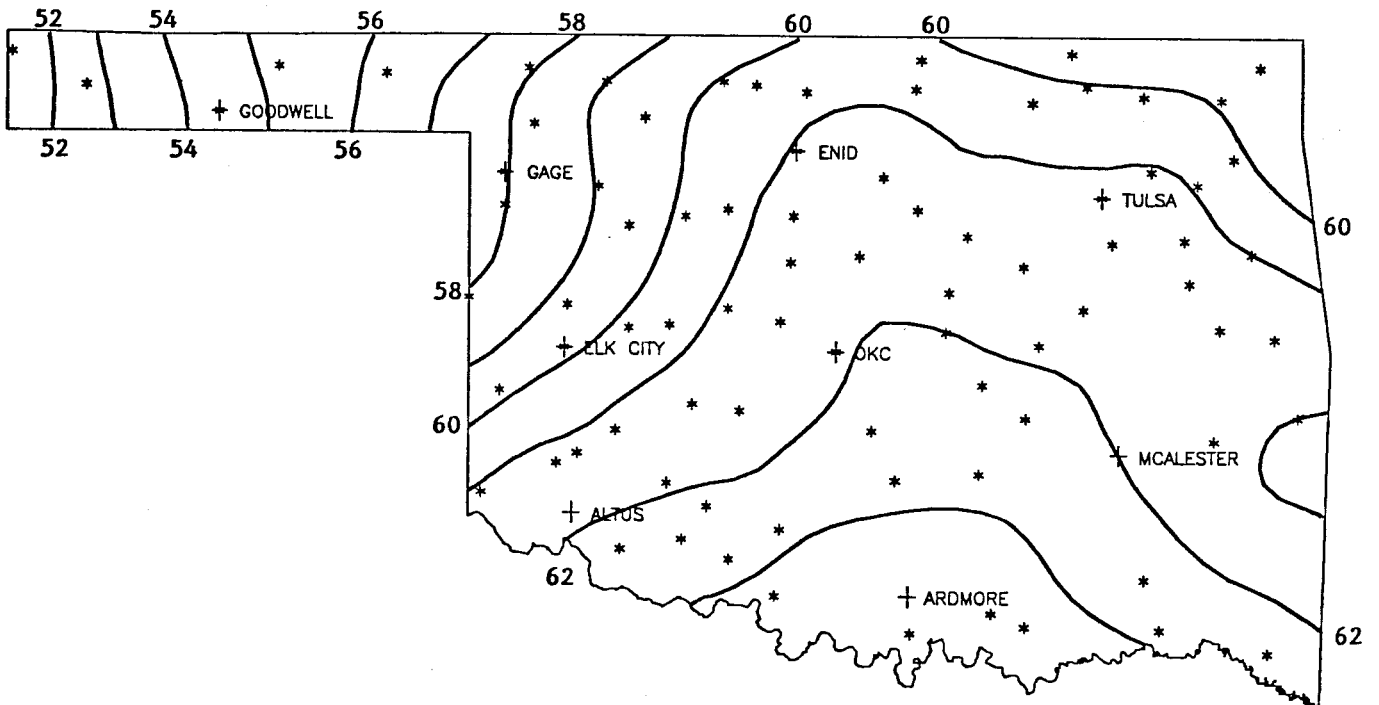 52 54 56 58 60 60
GOODWELL
52 54 56
ENID
GAGE
TULSA
60
58
ELK CITY
OKC
60
MCALESTER
ALTUS
62
ARDMORE
62